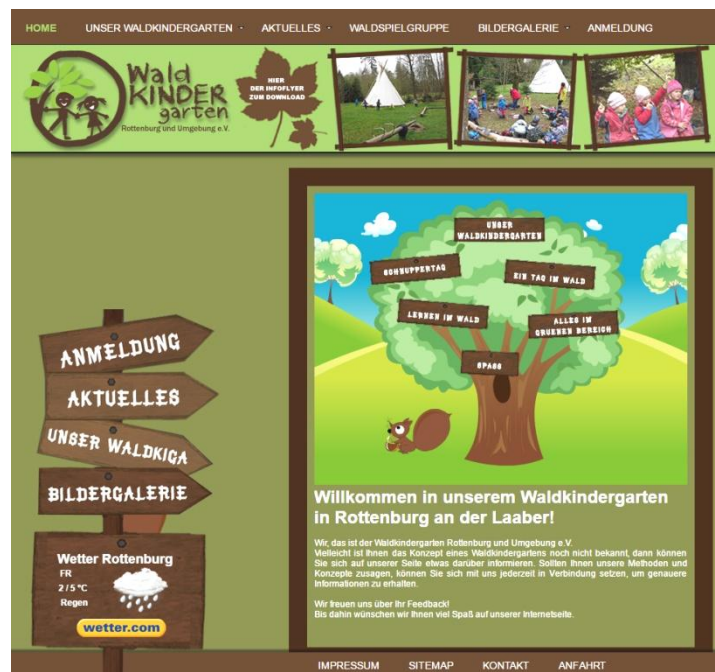 HOME UNSER WALDKINDERGARTEN AKTUELLES WALDSPIELGRUPPE BILDERGALERIE ANMELDUNG
Wald
KINDER
garten
Rottenburg und Umgebung e.V.
HIER
DER INFOFLYER
ZUM DOWNLOAD
UNSER
WALDKINDERGARTEN
SCHNUPPERTAG
EIN TAG IM WALD
LERNEN IM WALD
ALLES IM
GRUENEN BEREICH
SPASS
ANMELDUNG
AKTUELLES
UNSER WALDKIGA
BILDERGALERIE
Wetter Rottenburg
FR
2 / 5 °C
Regen
wetter.com
Willkommen in unserem Waldkindergarten
in Rottenburg an der Laaber!
Wir, das ist der Waldkindergarten Rottenburg und Umgebung e.V.
Vielleicht ist Ihnen das Konzept eines Waldkindergartens noch nicht bekannt, dann können
Sie sich auf unserer Seite etwas darüber informieren. Sollten Ihnen unsere Methoden und
Konzepte zusagen, können Sie sich mit uns jederzeit in Verbindung setzen, um genauere
Informationen zu erhalten.
Wir freuen uns über Ihr Feedback!
Bis dahin wünschen wir Ihnen viel Spaß auf unserer Internetseite.
IMPRESSUM SITEMAP KONTAKT ANFAHRT